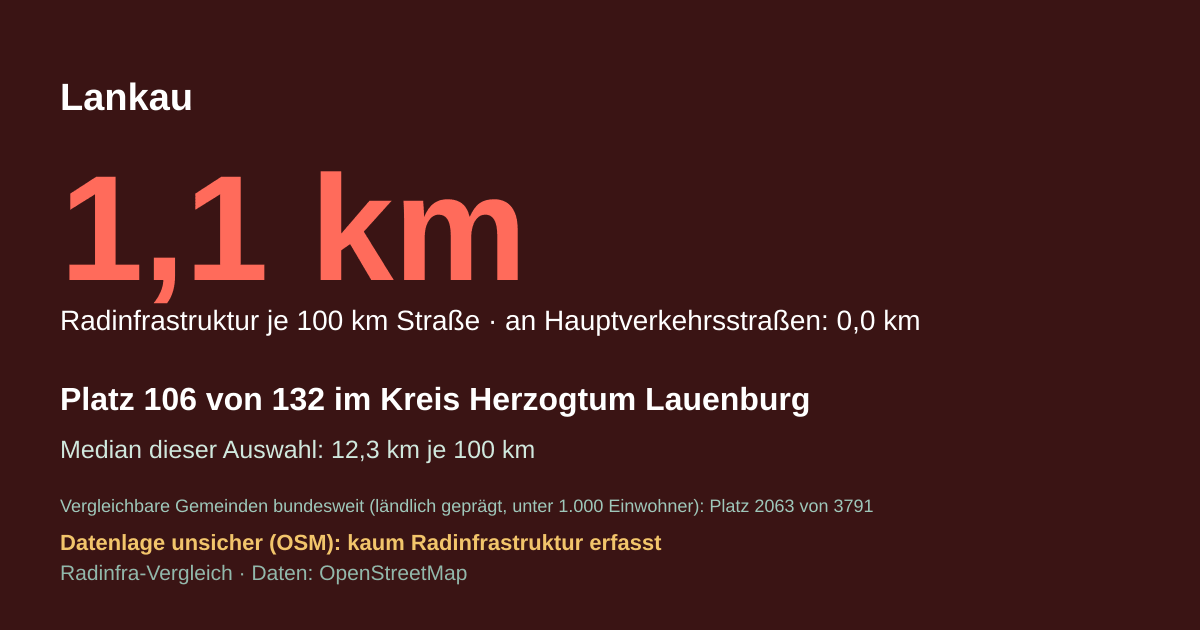 Lankau
1,1 km
Radinfrastruktur je 100 km Straße · an Hauptverkehrsstraßen: 0,0 km
Platz 106 von 132 im Kreis Herzogtum Lauenburg
Median dieser Auswahl: 12,3 km je 100 km
Vergleichbare Gemeinden bundesweit (ländlich geprägt, unter 1.000 Einwohner): Platz 2063 von 3791
Datenlage unsicher (OSM): kaum Radinfrastruktur erfasst
Radinfra-Vergleich · Daten: OpenStreetMap